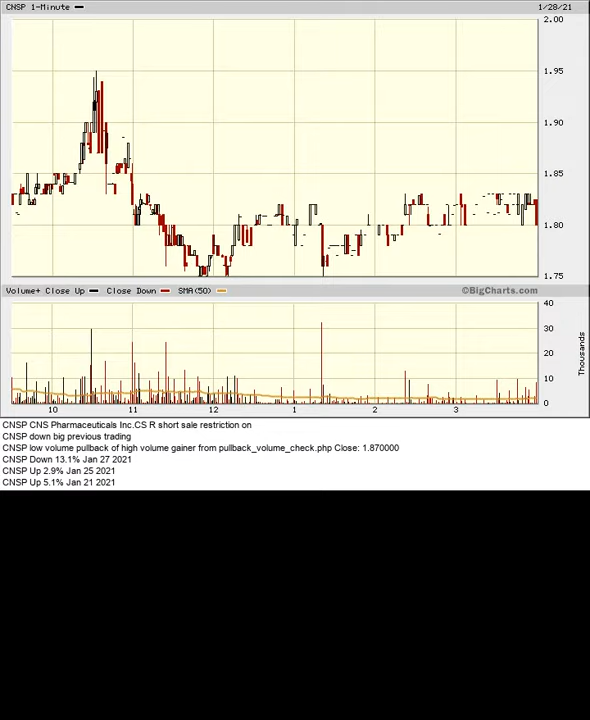 CNSP 1-Minute 1/28/21
2.00
1.95
1.90
1.85
1.80
1.75
Volume+ Close Up Close Down SMA(50) ©BigCharts.com
40
30
20
10
0
Thousands
10 11 12 1 2 3
CNSP CNS Pharmaceuticals Inc.CS R short sale restriction on
CNSP down big previous trading
CNSP low volume pullback of high volume gainer from pullback_volume_check.php Close: 1.870000
CNSP Down 13.1% Jan 27 2021
CNSP Up 2.9% Jan 25 2021
CNSP Up 5.1% Jan 21 2021